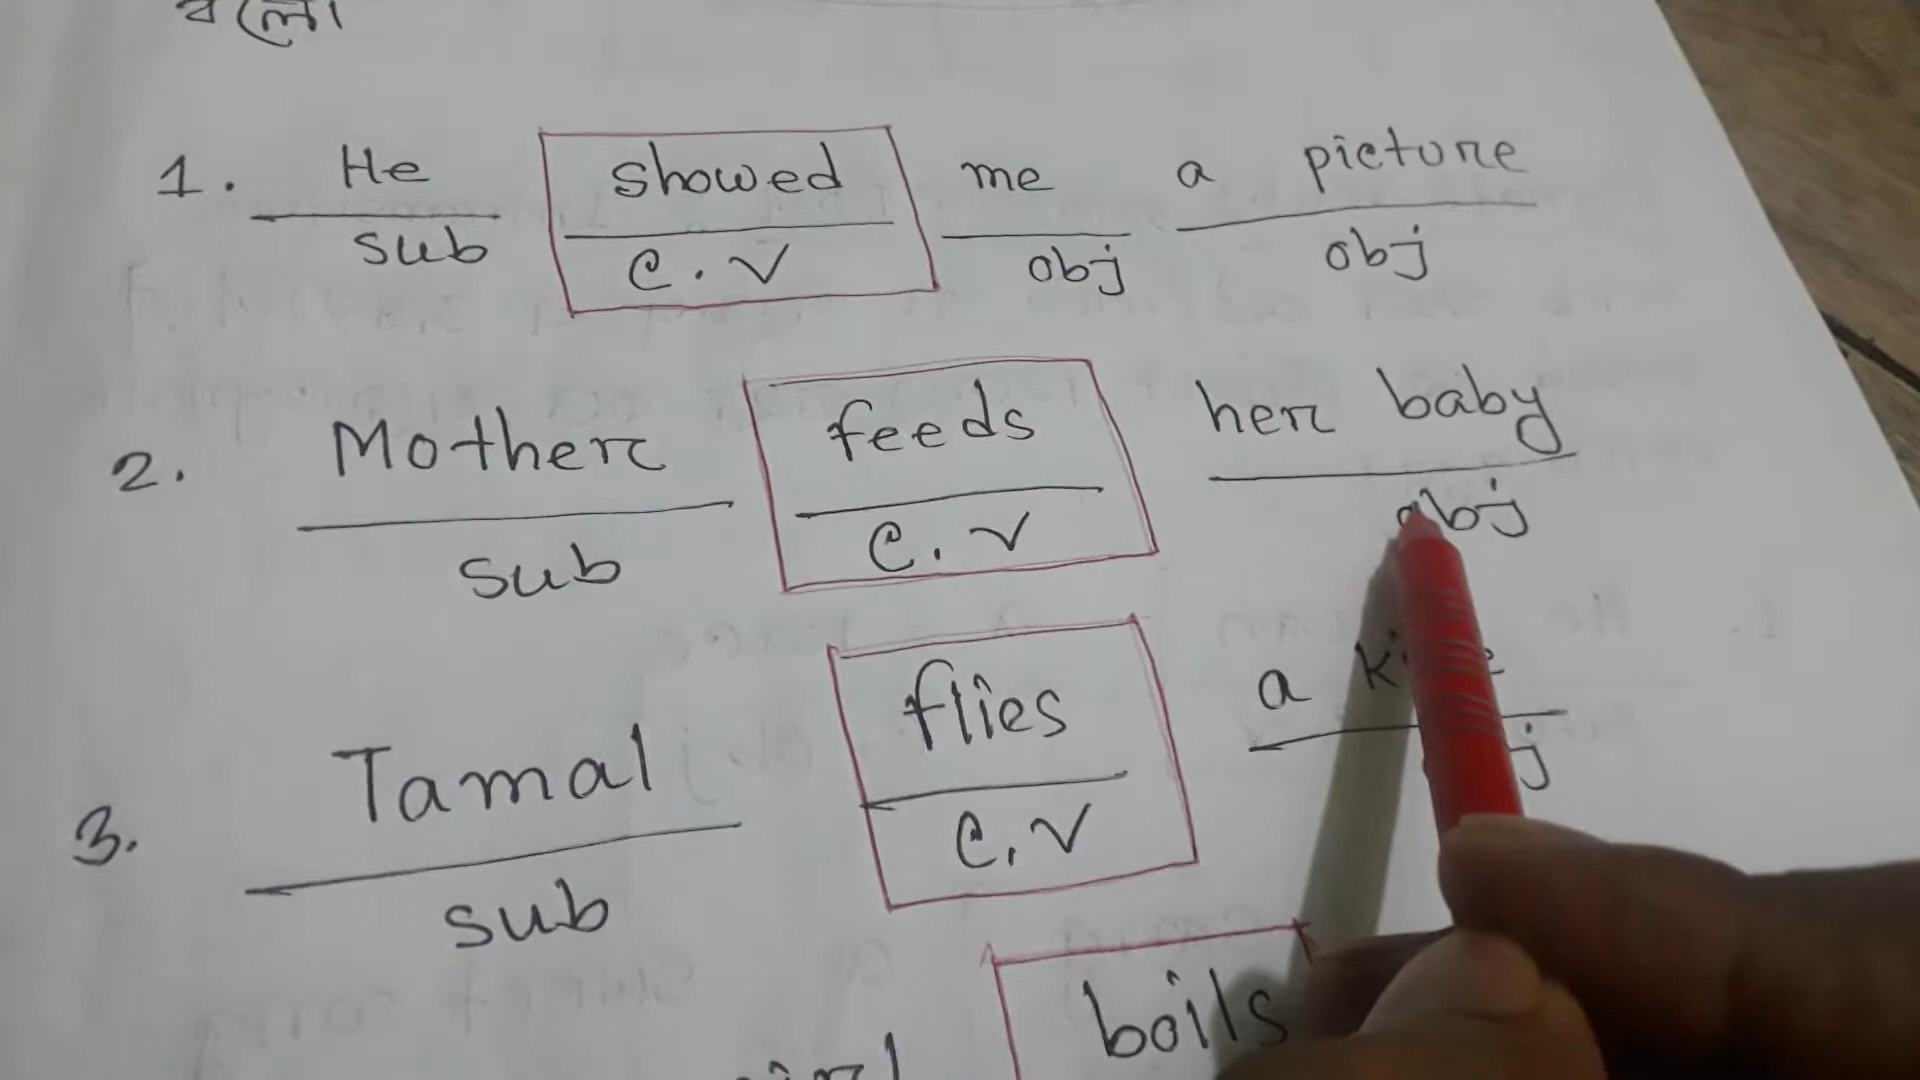 বলো
1. He showed me a picture
sub C.V obj obj
2. Mother feeds her baby
sub C.V obj
3. Tamal flies a
sub C.V
boils